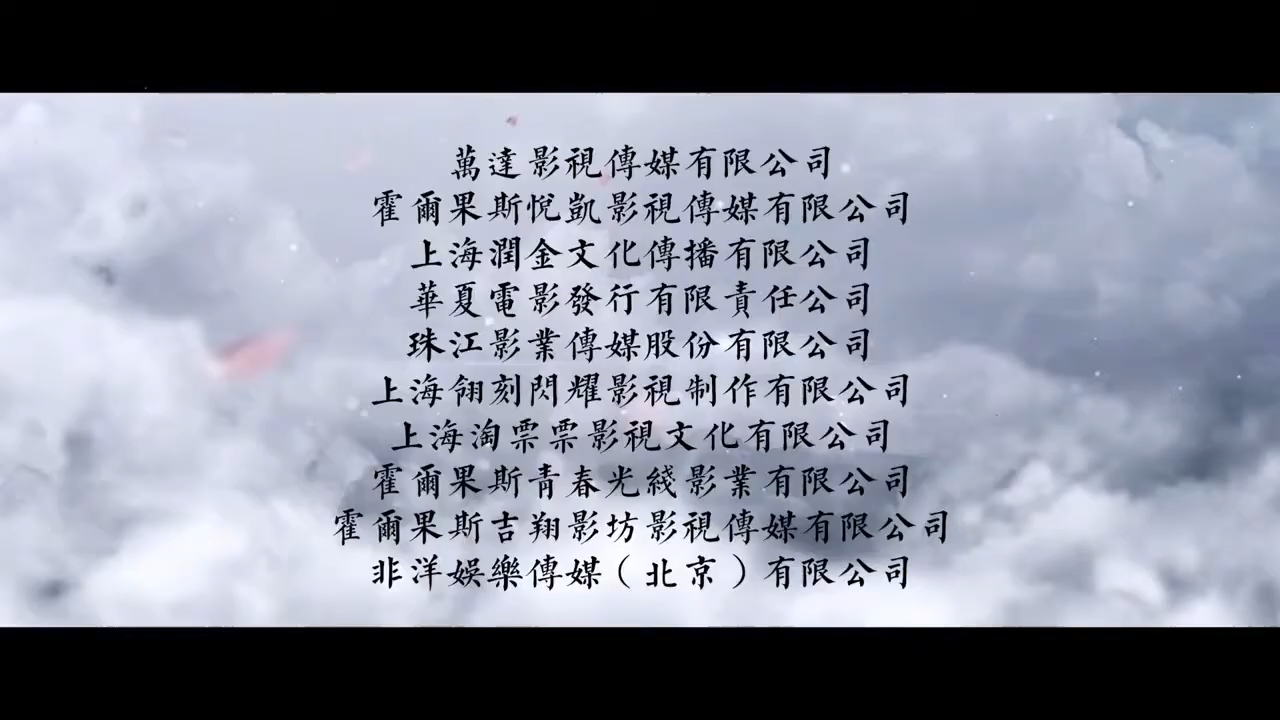 萬達影視傳媒有限公司
霍爾果斯悅凱影視傳媒有限公司
上海潤金文化傳播有限公司
華夏電影發行有限責任公司
珠江影業傳媒股份有限公司
上海翎刻閃耀影視制作有限公司
上海淘票票影視文化有限公司
霍爾果斯青春光綫影業有限公司
霍爾果斯吉翔影坊影視傳媒有限公司
非洋娛樂傳媒（北京）有限公司